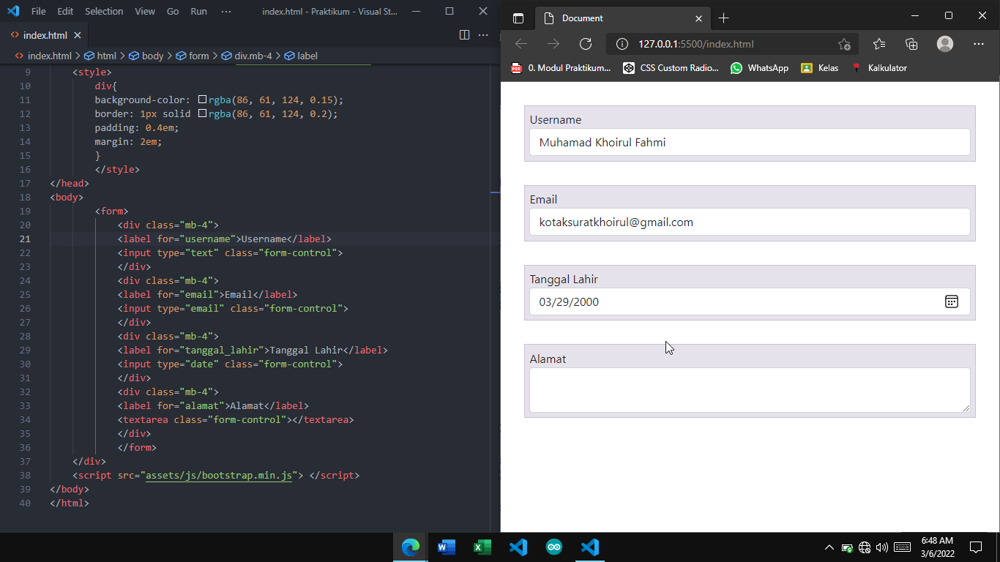 File Edit Selection View Go Run ··· index.html - Praktikum - Visual St...
index.html
index.html > html > body > form > div.mb-4 > label
9 <style>
10 div{
11 background-color: rgba(86, 61, 124, 0.15);
12 border: 1px solid rgba(86, 61, 124, 0.2);
13 padding: 0.4em;
14 margin: 2em;
15 }
16 </style>
17 </head>
18 <body>
19 <form>
20 <div class="mb-4">
21 <label for="username">Username</label>
22 <input type="text" class="form-control">
23 </div>
24 <div class="mb-4">
25 <label for="email">Email</label>
26 <input type="email" class="form-control">
27 </div>
28 <div class="mb-4">
29 <label for="tanggal_lahir">Tanggal Lahir</label>
30 <input type="date" class="form-control">
31 </div>
32 <div class="mb-4">
33 <label for="alamat">Alamat</label>
34 <textarea class="form-control"></textarea>
35 </div>
36 </form>
37 </div>
38 <script src="assets/js/bootstrap.min.js"> </script>
39 </body>
40 </html>
Document
127.0.0.1:5500/index.html
PDF 0. Modul Praktikum... CSS Custom Radio... WhatsApp Kelas Kalkulator
Username
Muhamad Khoirul Fahmi
Email
kotaksuratkhoirul@gmail.com
Tanggal Lahir
03/29/2000
Alamat
6:48 AM
3/6/2022